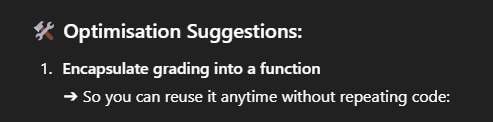 🛠️ Optimisation Suggestions:
1. Encapsulate grading into a function
➔ So you can reuse it anytime without repeating code: